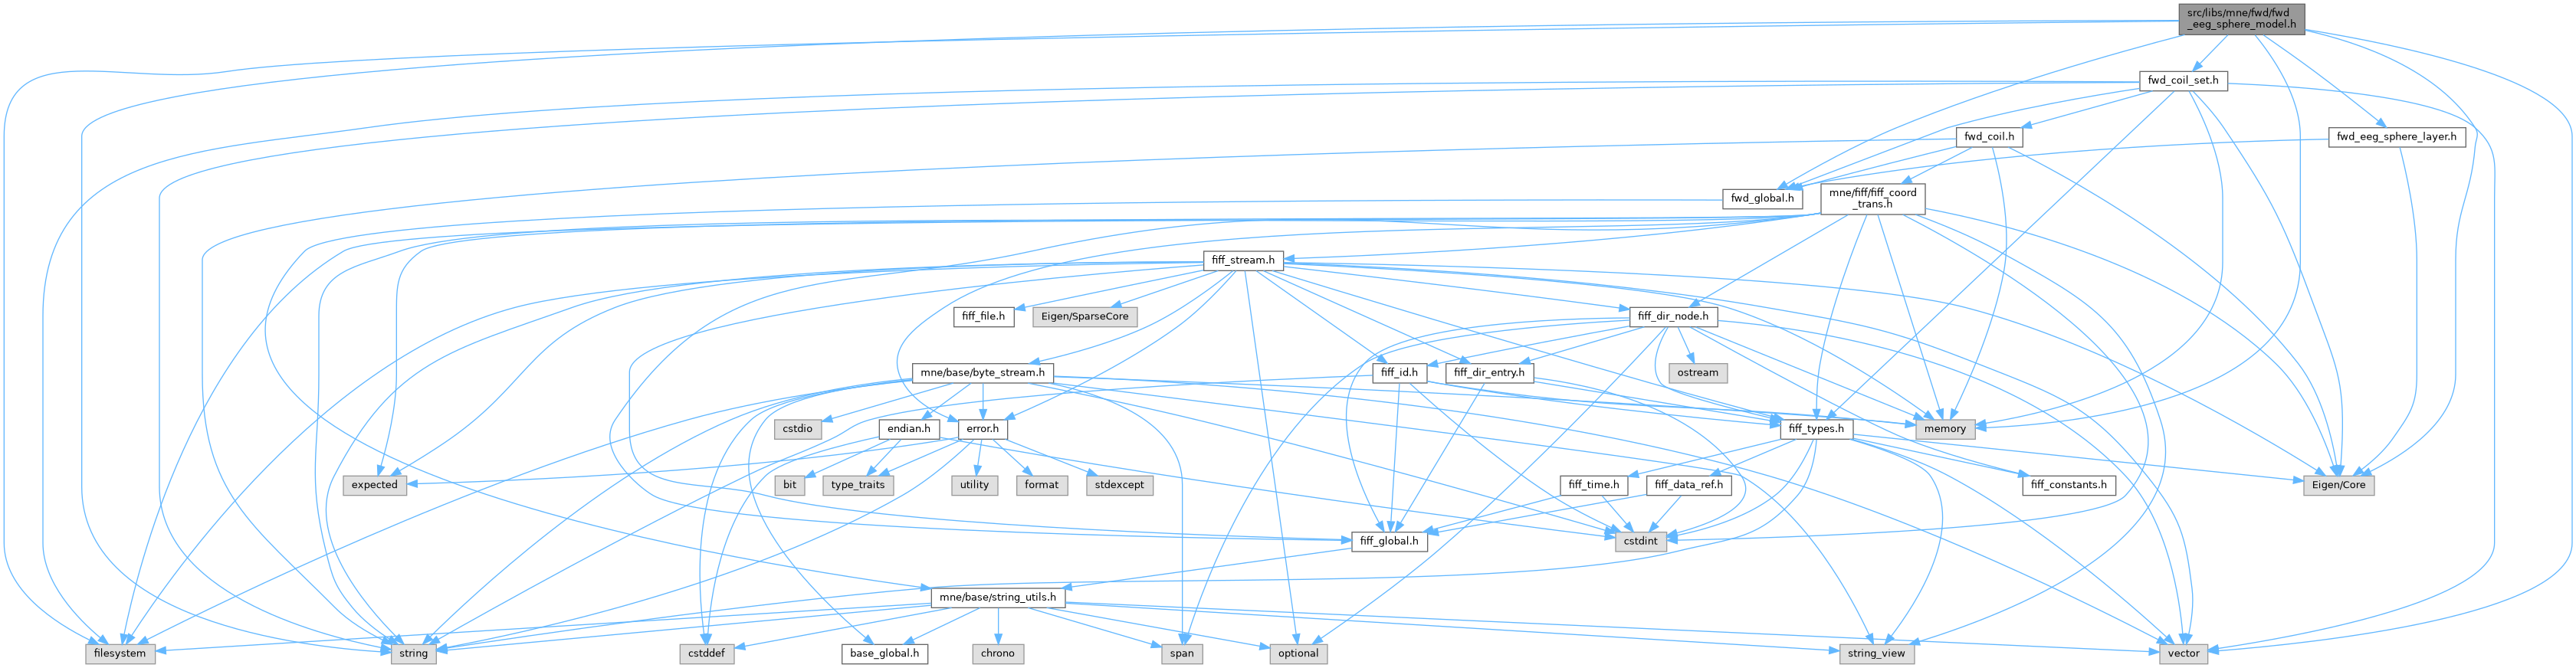 src/libs/mne/fwd/fwd
_eeg_sphere_model.h
fwd_coil_set.h
fwd_coil.h
fwd_eeg_sphere_layer.h
fwd_global.h
mne/fiff/fiff_coord
_trans.h
fiff_stream.h
fiff_file.h
Eigen/SparseCore
fiff_dir_node.h
mne/base/byte_stream.h
fiff_id.h
fiff_dir_entry.h
ostream
cstdio
endian.h
error.h
fiff_types.h
memory
expected
bit
type_traits
utility
format
stdexcept
fiff_time.h
fiff_data_ref.h
fiff_constants.h
Eigen/Core
fiff_global.h
cstdint
mne/base/string_utils.h
filesystem
string
cstddef
base_global.h
chrono
span
optional
string_view
vector